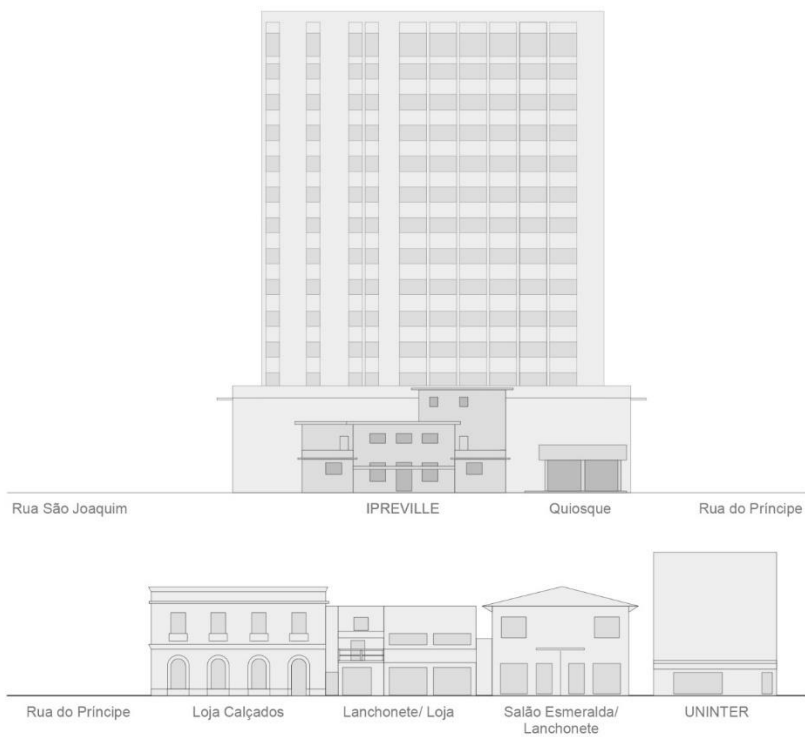 Rua São Joaquim IPREVILLE Quiosque Rua do Príncipe
Rua do Príncipe Loja Calçados Lanchonete/ Loja Salão Esmeralda/ Lanchonete UNINTER